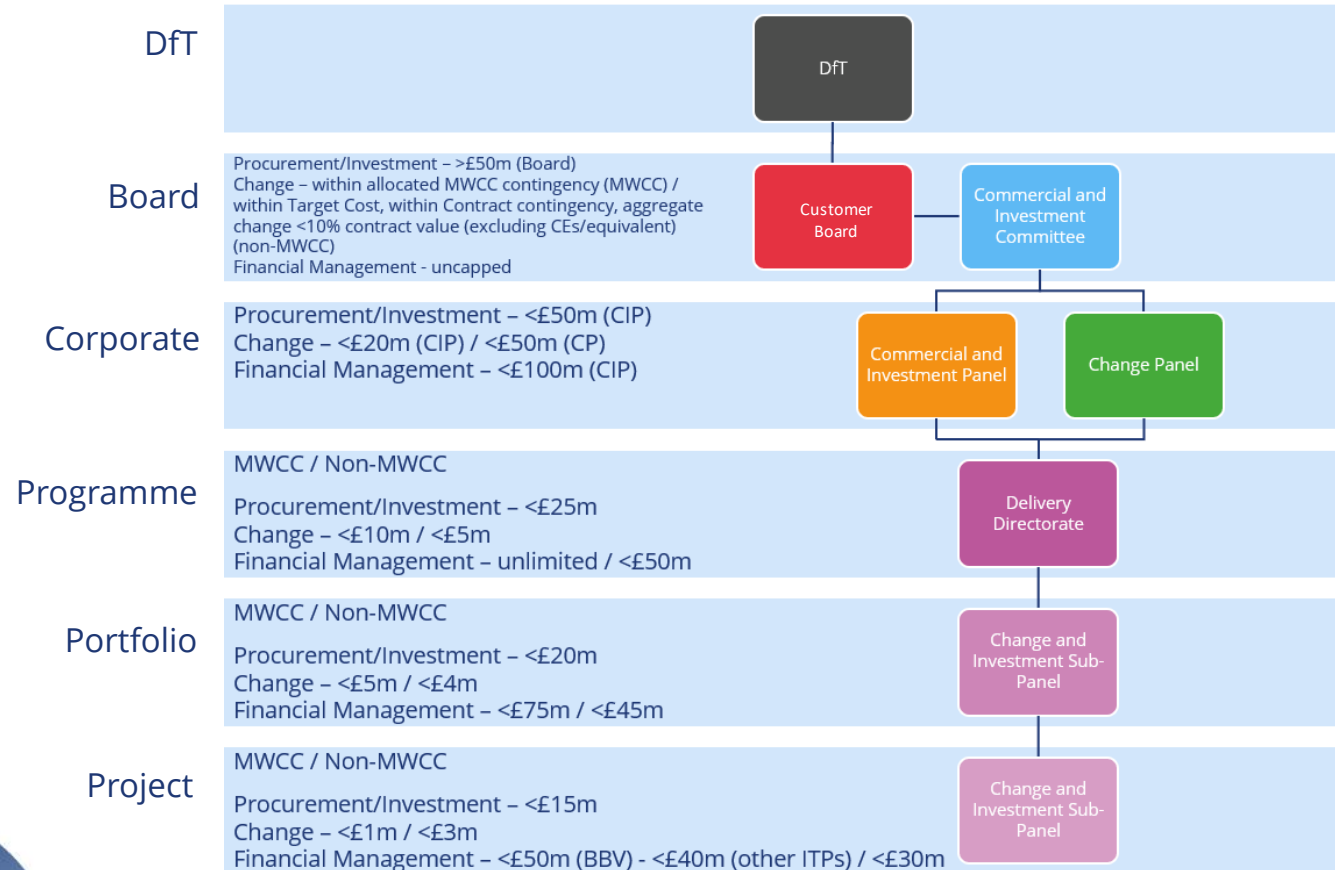 DfT
DfT
Board
Procurement/Investment – >£50m (Board)
Change – within allocated MWCC contingency (MWCC) /
within Target Cost, within Contract contingency, aggregate
change <10% contract value (excluding CEs/equivalent)
(non-MWCC)
Financial Management - uncapped
Customer
Board
Commercial and
Investment
Committee
Corporate
Procurement/Investment – <£50m (CIP)
Change – <£20m (CIP) / <£50m (CP)
Financial Management – <£100m (CIP)
Commercial and
Investment Panel
Change Panel
Programme
MWCC / Non-MWCC
Procurement/Investment – <£25m
Change – <£10m / <£5m
Financial Management – unlimited / <£50m
Delivery
Directorate
Portfolio
MWCC / Non-MWCC
Procurement/Investment – <£20m
Change – <£5m / <£4m
Financial Management – <£75m / <£45m
Change and
Investment Sub-
Panel
Project
MWCC / Non-MWCC
Procurement/Investment – <£15m
Change – <£1m / <£3m
Financial Management – <£50m (BBV) - <£40m (other ITPs) / <£30m
Change and
Investment Sub-
Panel